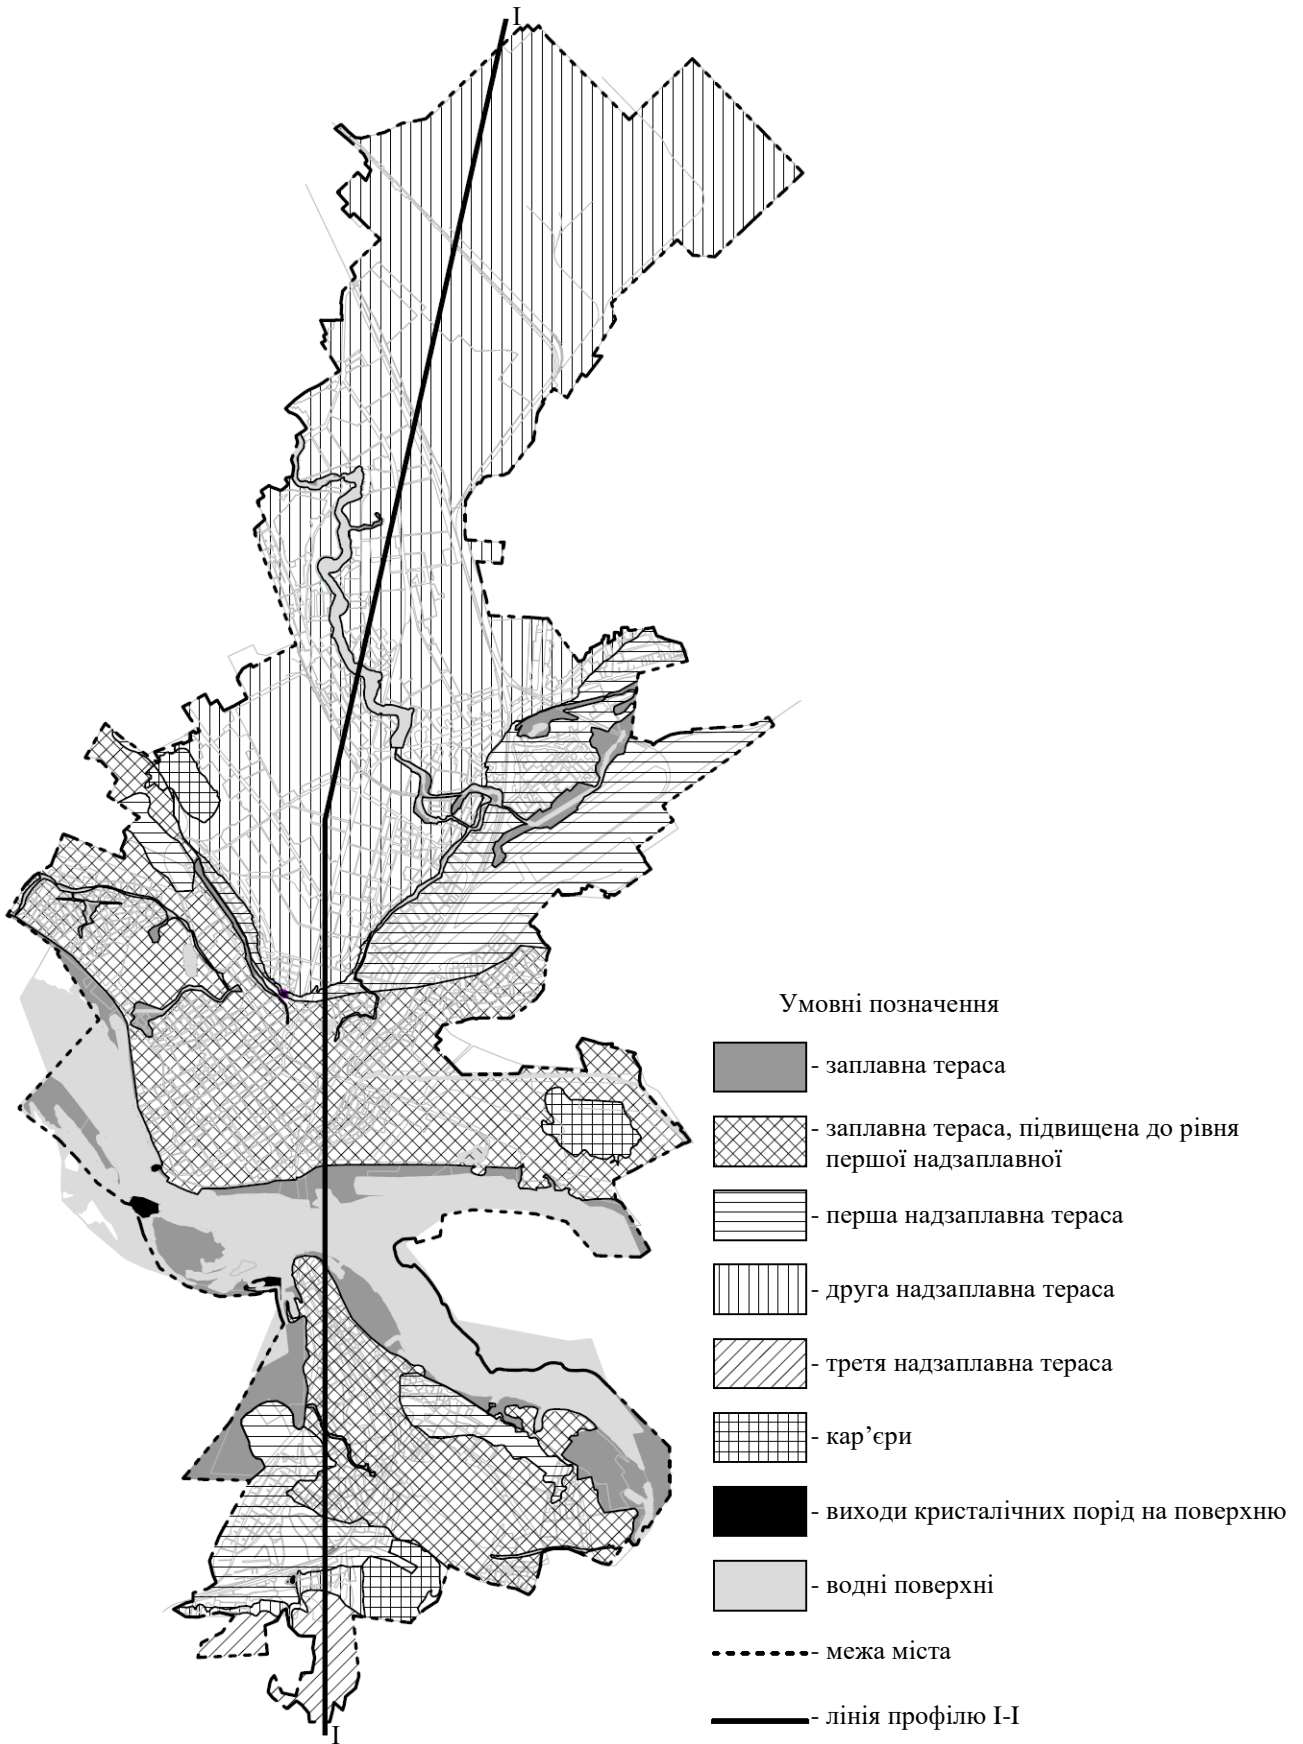 I
Умовні позначення
- заплавна тераса
- заплавна тераса, підвищена до рівня
першої надзаплавної
- перша надзаплавна тераса
- друга надзаплавна тераса
- третя надзаплавна тераса
- кар’єри
- виходи кристалічних порід на поверхню
- водні поверхні
- межа міста
- лінія профілю I-I
I